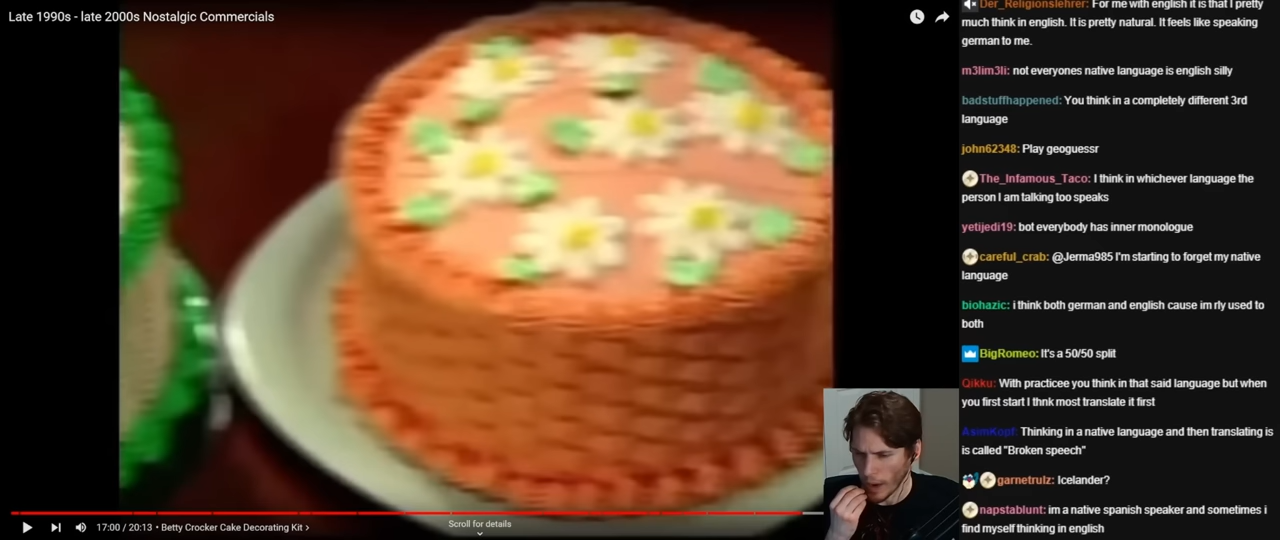 Late 1990s - late 2000s Nostalgic Commercials
17:00 / 20:13 • Betty Crocker Cake Decorating Kit ›
Scroll for details
Der_Religionslehrer: For me with english it is that I pretty
much think in english. It is pretty natural. It feels like speaking
german to me.
m3lim3li: not everyones native language is english silly
badstuffhappened: You think in a completely different 3rd
language
john62348: Play geoguessr
The_Infamous_Taco: I think in whichever language the
person I am talking too speaks
yetijedi19: bot everybody has inner monologue
careful_crab: @Jerma985 I'm starting to forget my native
language
biohazic: i think both german and english cause im rly used to
both
BigRomeo: It's a 50/50 split
Qikku: With practicee you think in that said language but when
you first start I thnk most translate it first
AsimKopf: Thinking in a native language and then translating is
is called "Broken speech"
garnetrulz: Icelander?
napstablunt: im a native spanish speaker and sometimes i
find myself thinking in english